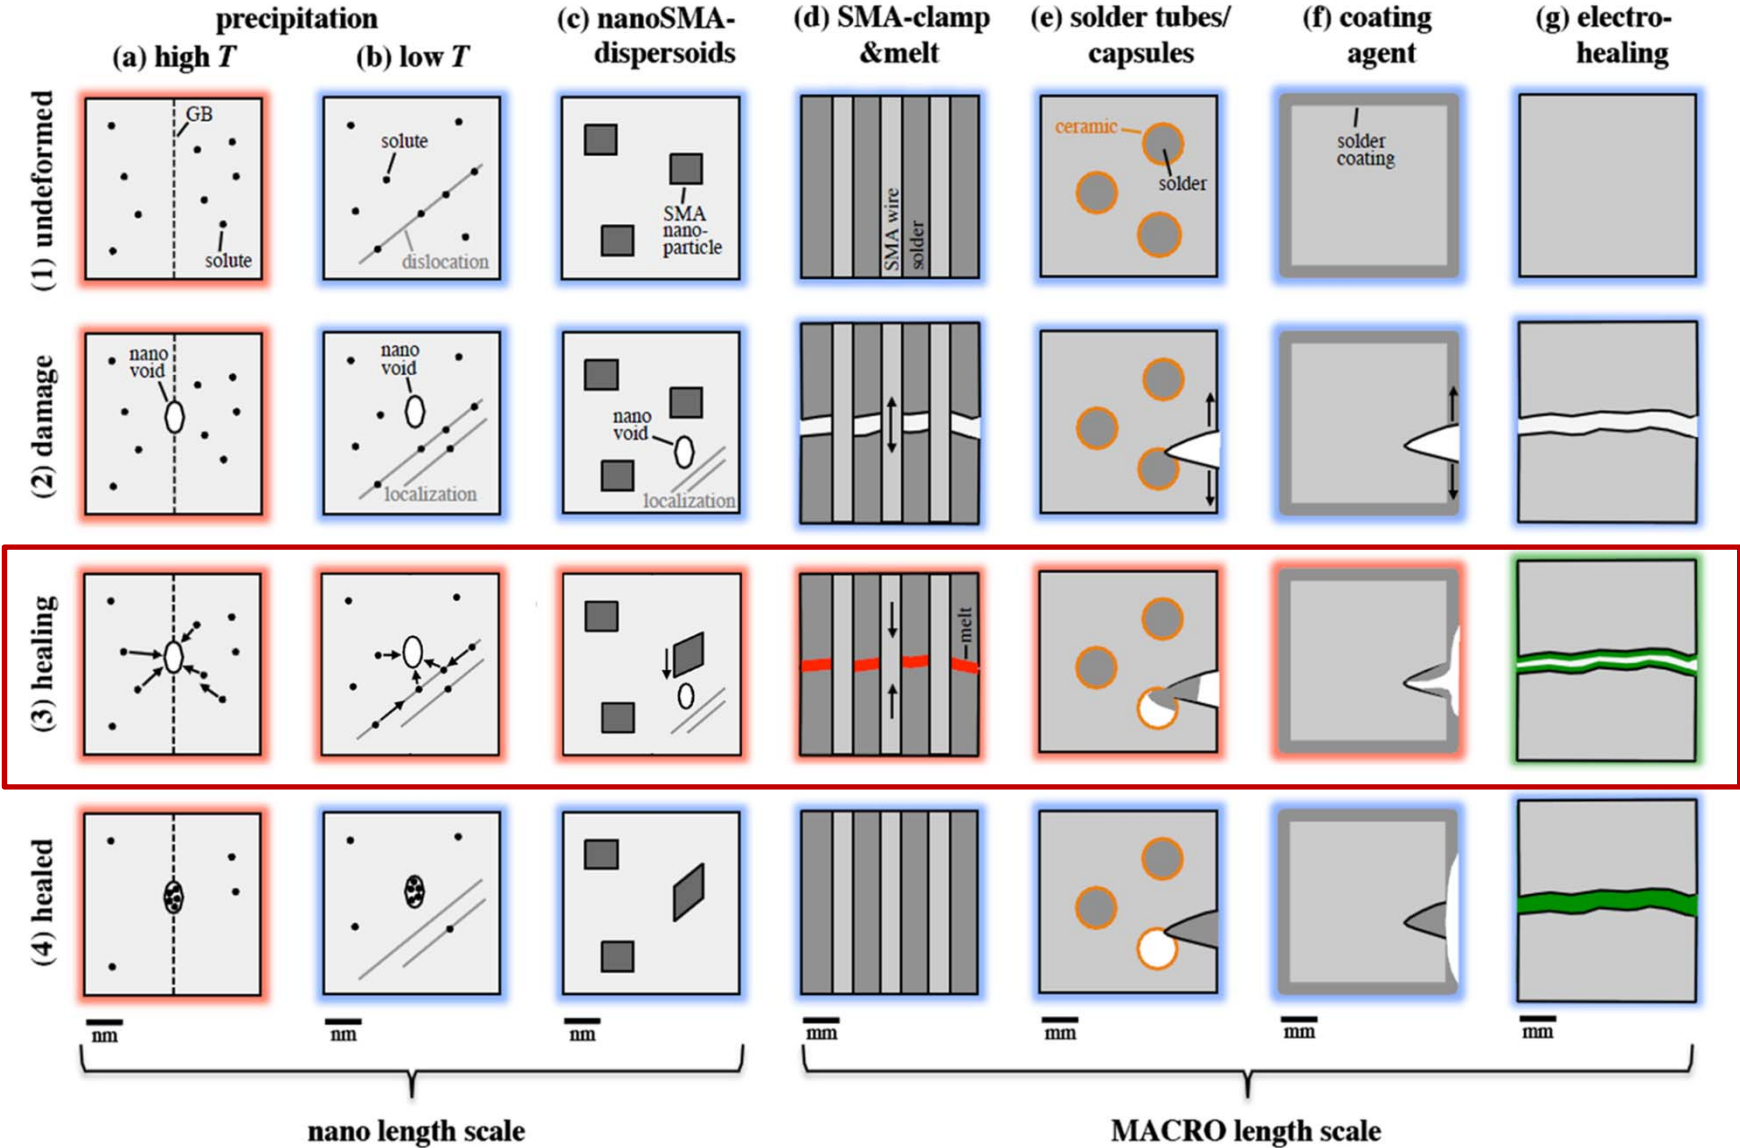 precipitation
(a) high T
(b) low T
(c) nanoSMA-
dispersoids
(d) SMA-clamp
&melt
(e) solder tubes/
capsules
(f) coating
agent
(g) electro-
healing
(1) undeformed
GB
solute
solute
dislocation
SMA
nano-
particle
SMA wire
solder
ceramic
solder
solder
coating
(2) damage
nano
void
nano
void
localization
nano
void
localization
(3) healing
melt
(4) healed
nm
nm
nm
mm
mm
mm
mm
nano length scale
MACRO length scale